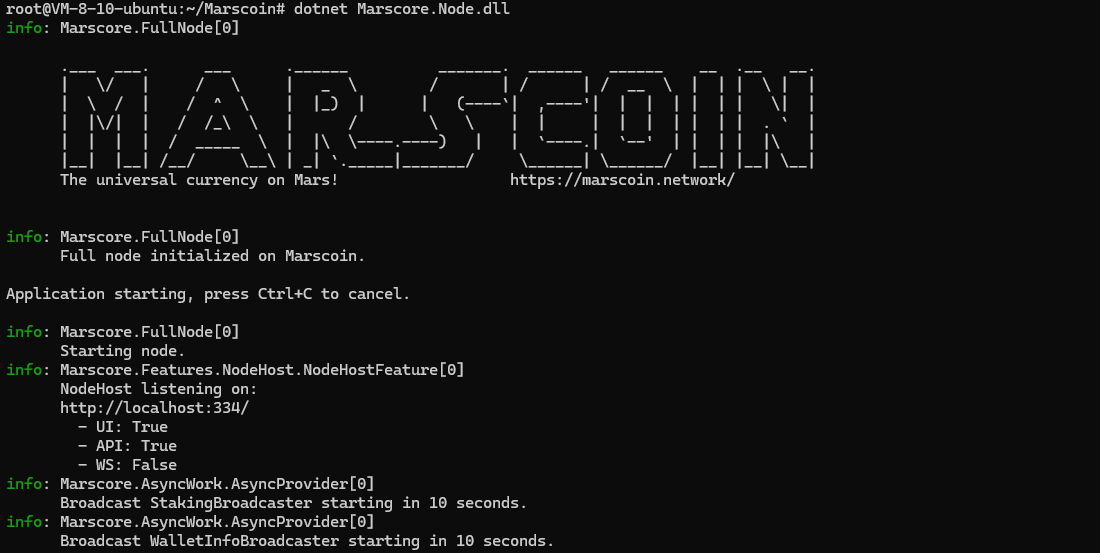 root@VM-8-10-ubuntu:~/Marscoin# dotnet Marscore.Node.dll
info: Marscore.FullNode[0]
MARSCOIN
The universal currency on Mars! https://marscoin.network/
info: Marscore.FullNode[0]
Full node initialized on Marscoin.
Application starting, press Ctrl+C to cancel.
info: Marscore.FullNode[0]
Starting node.
info: Marscore.Features.NodeHost.NodeHostFeature[0]
NodeHost listening on:
http://localhost:334/
- UI: True
- API: True
- WS: False
info: Marscore.AsyncWork.AsyncProvider[0]
Broadcast StakingBroadcaster starting in 10 seconds.
info: Marscore.AsyncWork.AsyncProvider[0]
Broadcast WalletInfoBroadcaster starting in 10 seconds.